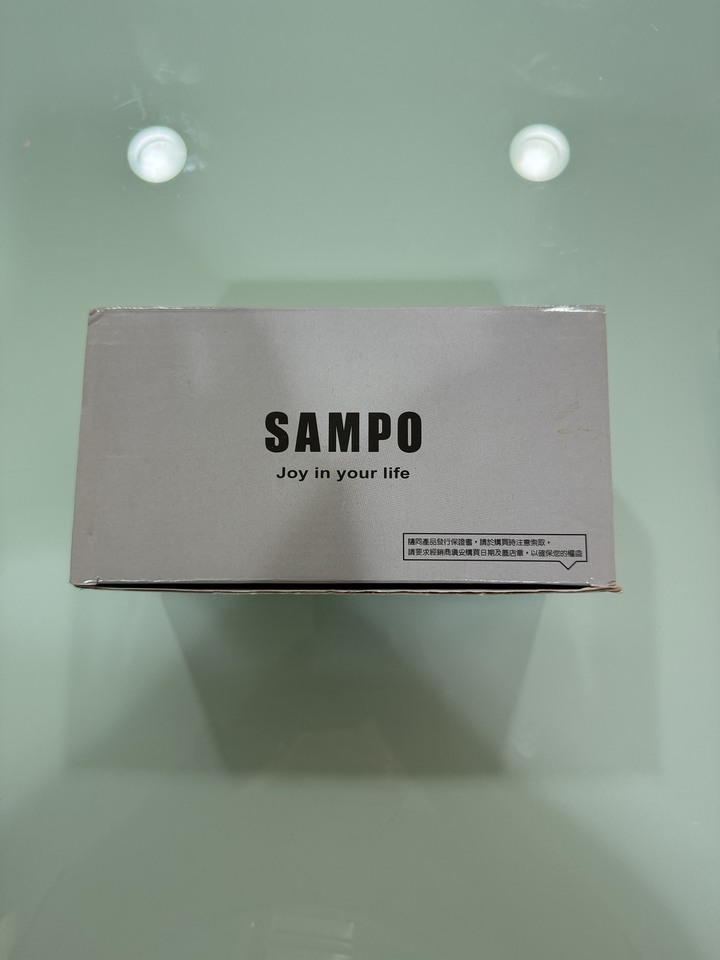 SAMPO
Joy in your life
隨同產品發行保證書，請於購買時注意索取，
請要求經銷商填妥購買日期及蓋店章，以確保您的權益